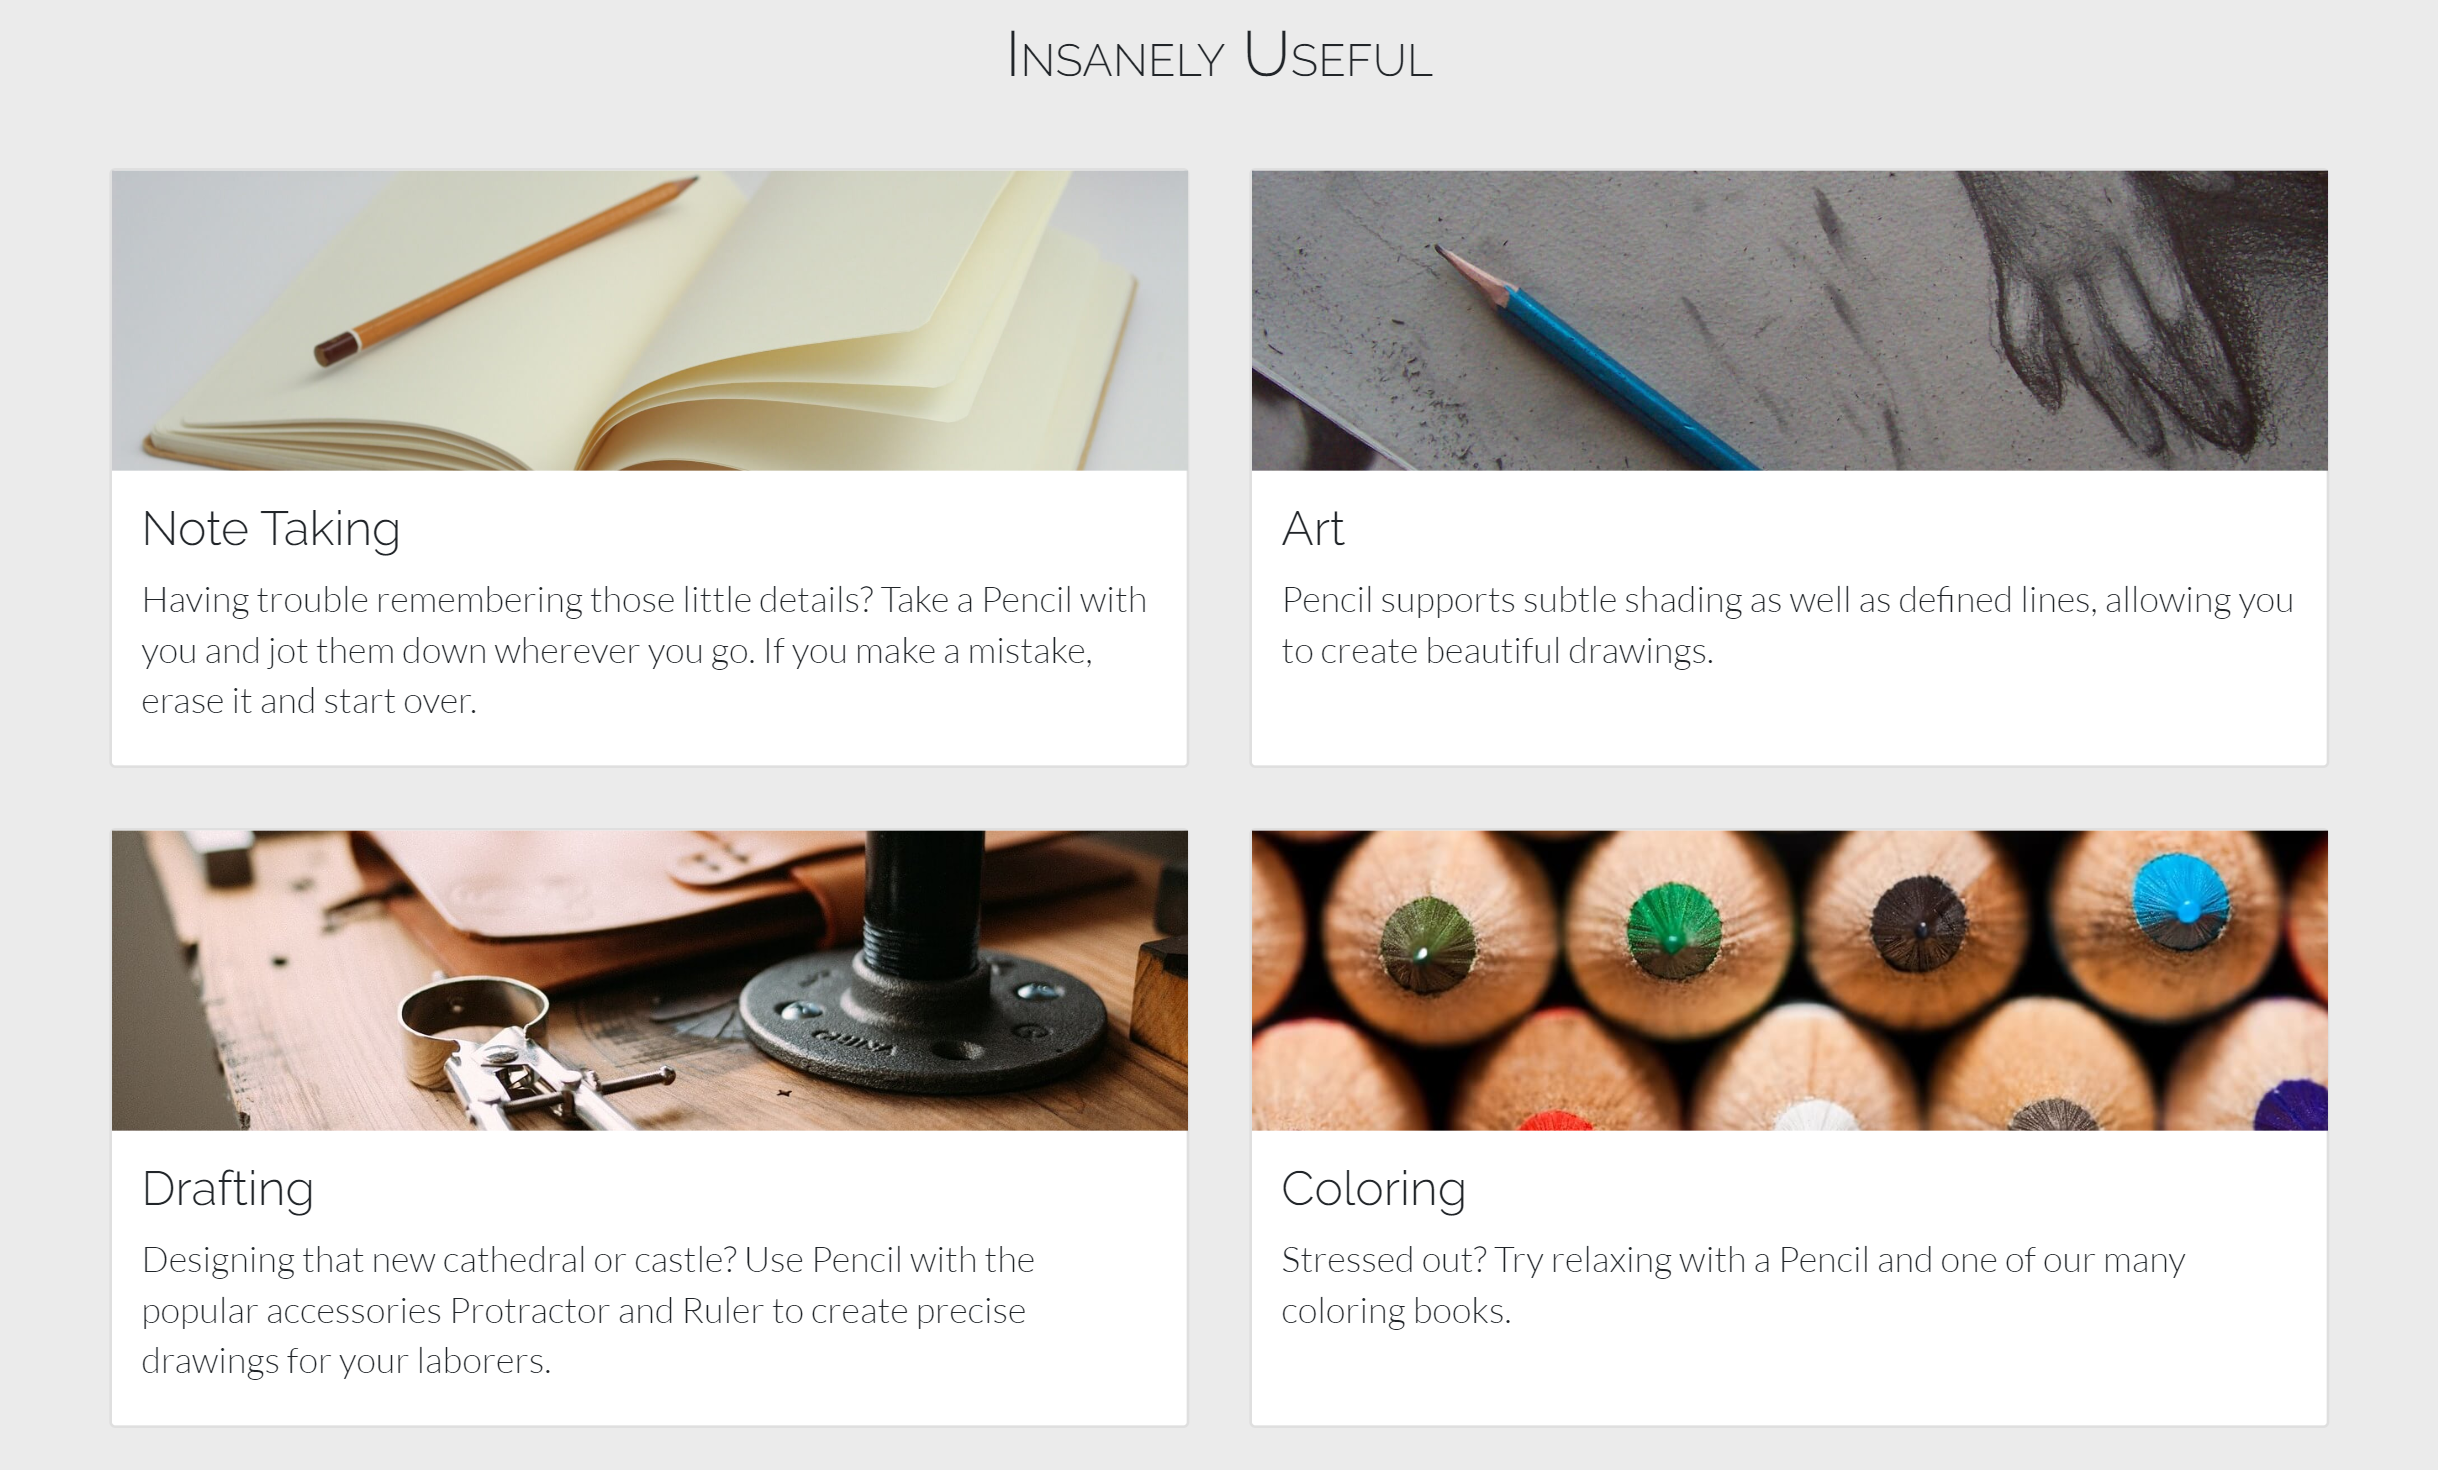 Insanely Useful
Note Taking
Having trouble remembering those little details? Take a Pencil with
you and jot them down wherever you go. If you make a mistake,
erase it and start over.
Art
Pencil supports subtle shading as well as defined lines, allowing you
to create beautiful drawings.
CHINA
Drafting
Designing that new cathedral or castle? Use Pencil with the
popular accessories Protractor and Ruler to create precise
drawings for your laborers.
Coloring
Stressed out? Try relaxing with a Pencil and one of our many
coloring books.